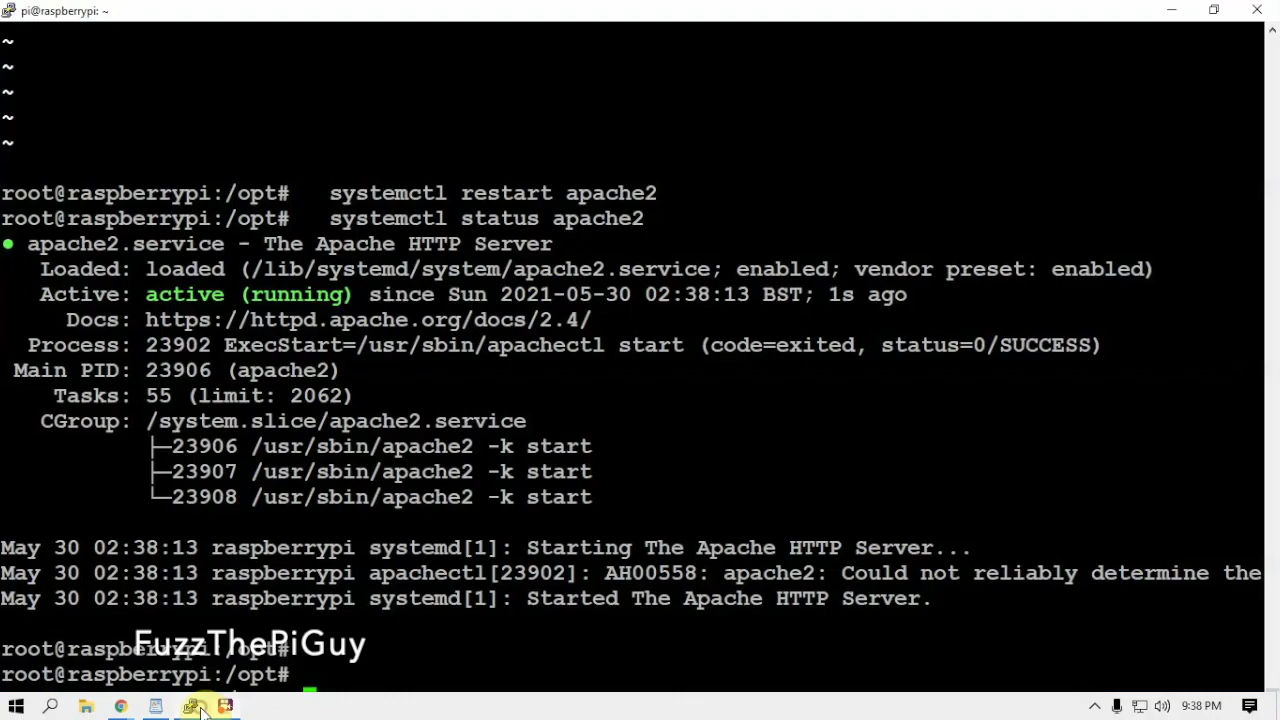 pi@raspberrypi: ~
~
~
~
~
~
root@raspberrypi:/opt#   systemctl restart apache2
root@raspberrypi:/opt#   systemctl status apache2
● apache2.service - The Apache HTTP Server
Loaded: loaded (/lib/systemd/system/apache2.service; enabled; vendor preset: enabled)
Active: active (running) since Sun 2021-05-30 02:38:13 BST; 1s ago
Docs: https://httpd.apache.org/docs/2.4/
Process: 23902 ExecStart=/usr/sbin/apachectl start (code=exited, status=0/SUCCESS)
Main PID: 23906 (apache2)
Tasks: 55 (limit: 2062)
CGroup: /system.slice/apache2.service
├─23906 /usr/sbin/apache2 -k start
├─23907 /usr/sbin/apache2 -k start
└─23908 /usr/sbin/apache2 -k start
May 30 02:38:13 raspberrypi systemd[1]: Starting The Apache HTTP Server...
May 30 02:38:13 raspberrypi apachectl[23902]: AH00558: apache2: Could not reliably determine the
May 30 02:38:13 raspberrypi systemd[1]: Started The Apache HTTP Server.
root@raspberrypi:/opt#
FuzzThePiGuy
root@raspberrypi:/opt#
9:38 PM